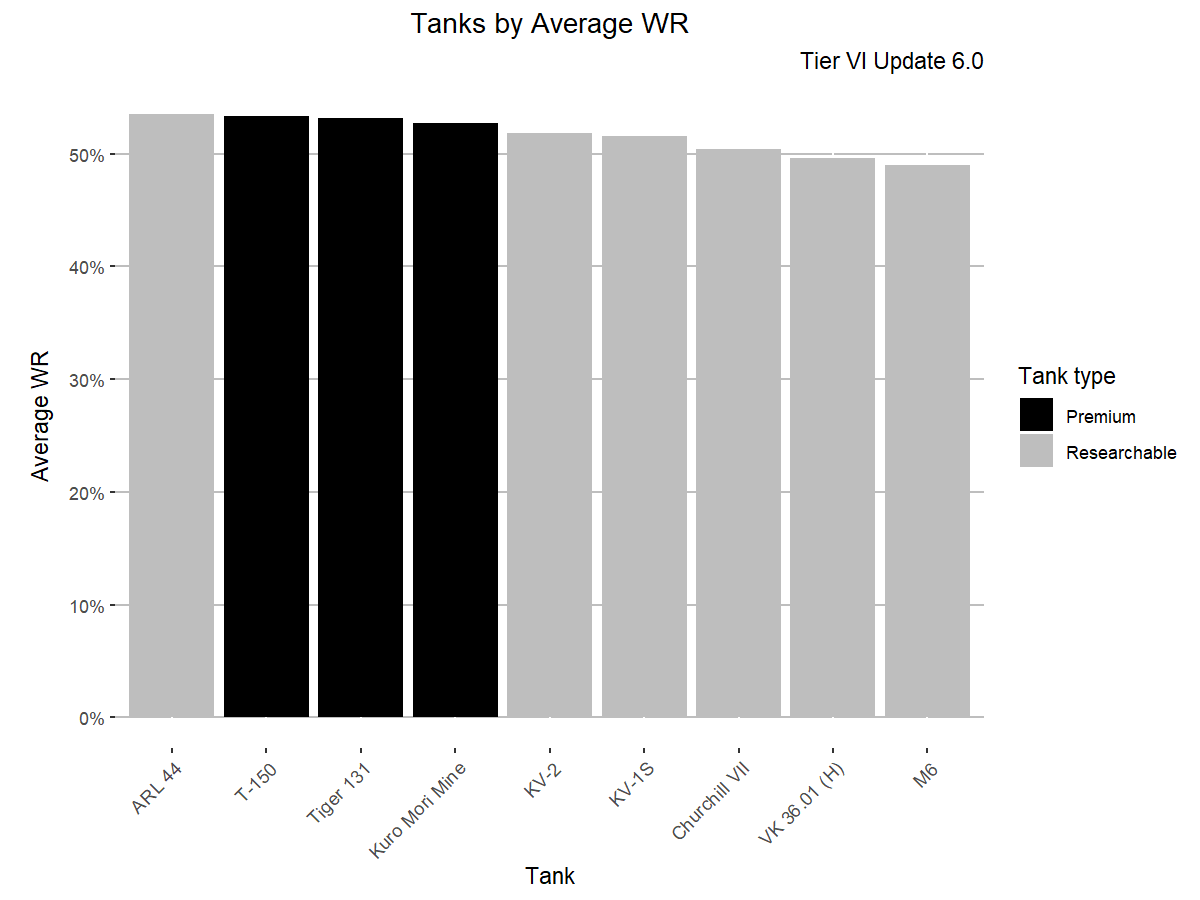 Tanks by Average WR
Tier VI Update 6.0
Average WR
50%
40%
30%
20%
10%
0%
ARL 44
T-150
Tiger 131
Kuro Mori Mine
KV-2
KV-1S
Churchill VII
VK 36.01 (H)
M6
Tank
Tank type
Premium
Researchable